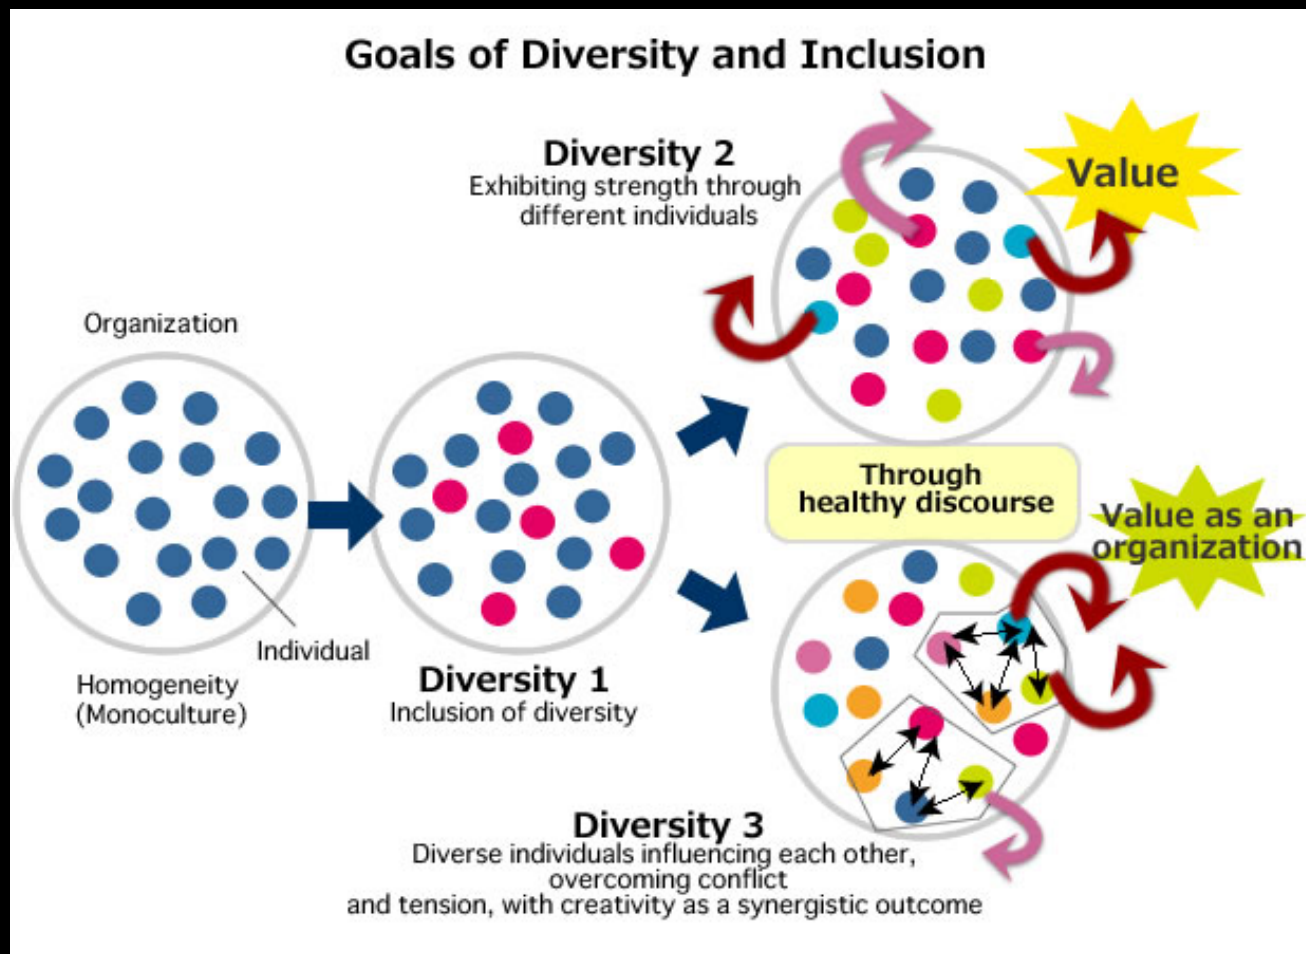 Goals of Diversity and Inclusion
Diversity 2
Exhibiting strength through
different individuals
Value
Organization
Individual
Homogeneity
(Monoculture)
Diversity 1
Inclusion of diversity
Through
healthy discourse
Value as an
organization
Diversity 3
Diverse individuals influencing each other,
overcoming conflict
and tension, with creativity as a synergistic outcome